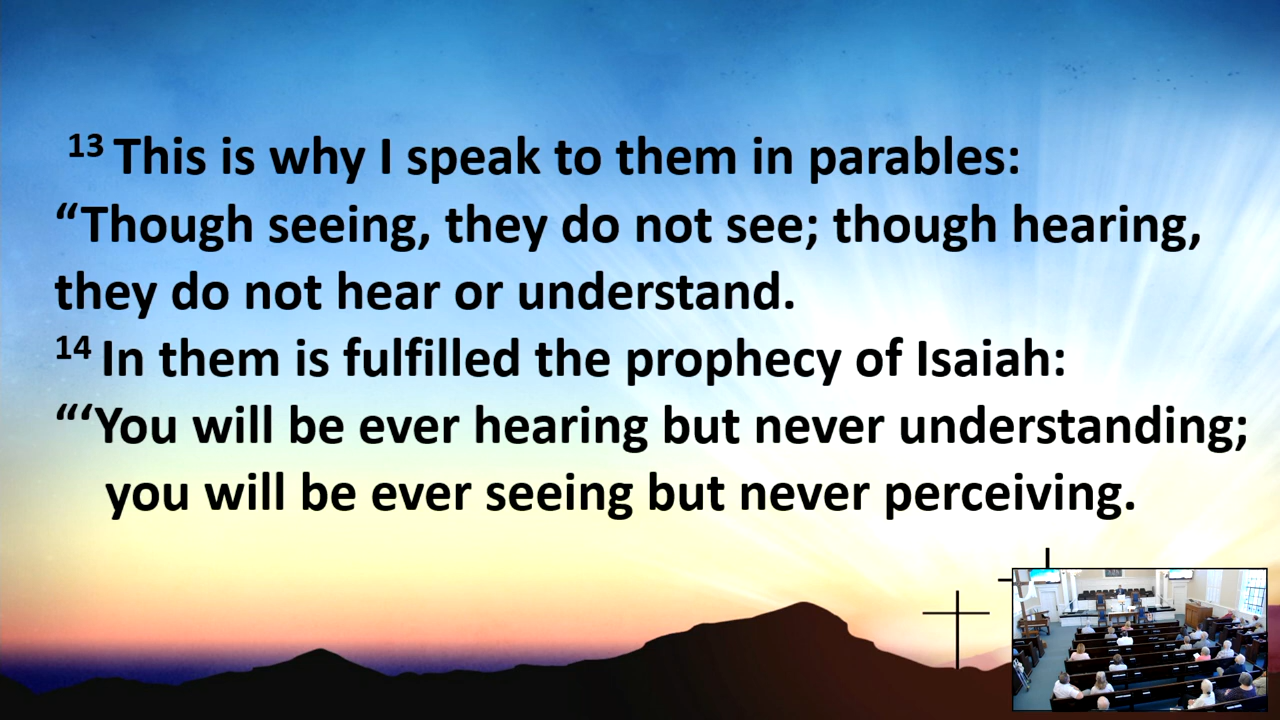 13 This is why I speak to them in parables:
“Though seeing, they do not see; though hearing,
they do not hear or understand.
14 In them is fulfilled the prophecy of Isaiah:
“‘You will be ever hearing but never understanding;
you will be ever seeing but never perceiving.